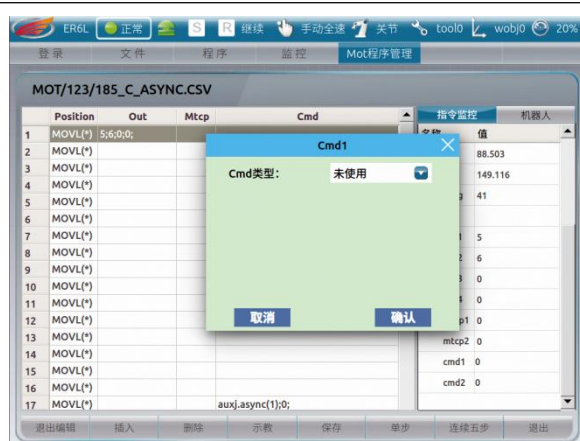 ER6L 正常 S R 继续 手动全速 关节 tool0 wobj0 20%
登录 文件 程序 监控 Mot程序管理
MOT/123/185_C_ASYNC.CSV
指令监控 机器人
Position Out Mtcp Cmd
值
1 MOVL(*) 5;6;0;0;
2 MOVL(*) 88.503
3 MOVL(*) 149.116
4 MOVL(*)
5 MOVL(*) 41
6 MOVL(*)
7 MOVL(*)
8 MOVL(*) 5
9 MOVL(*) 6
10 MOVL(*) 0
11 MOVL(*) 0
12 MOVL(*) p1 0
13 MOVL(*) mtcp2 0
14 MOVL(*) cmd1 0
15 MOVL(*)
16 MOVL(*) cmd2 0
17 MOVL(*) auxj.async(1);0;
Cmd1
Cmd类型: 未使用
取消 确认
退出编辑 插入 删除 示教 保存 单步 连续五步 退出